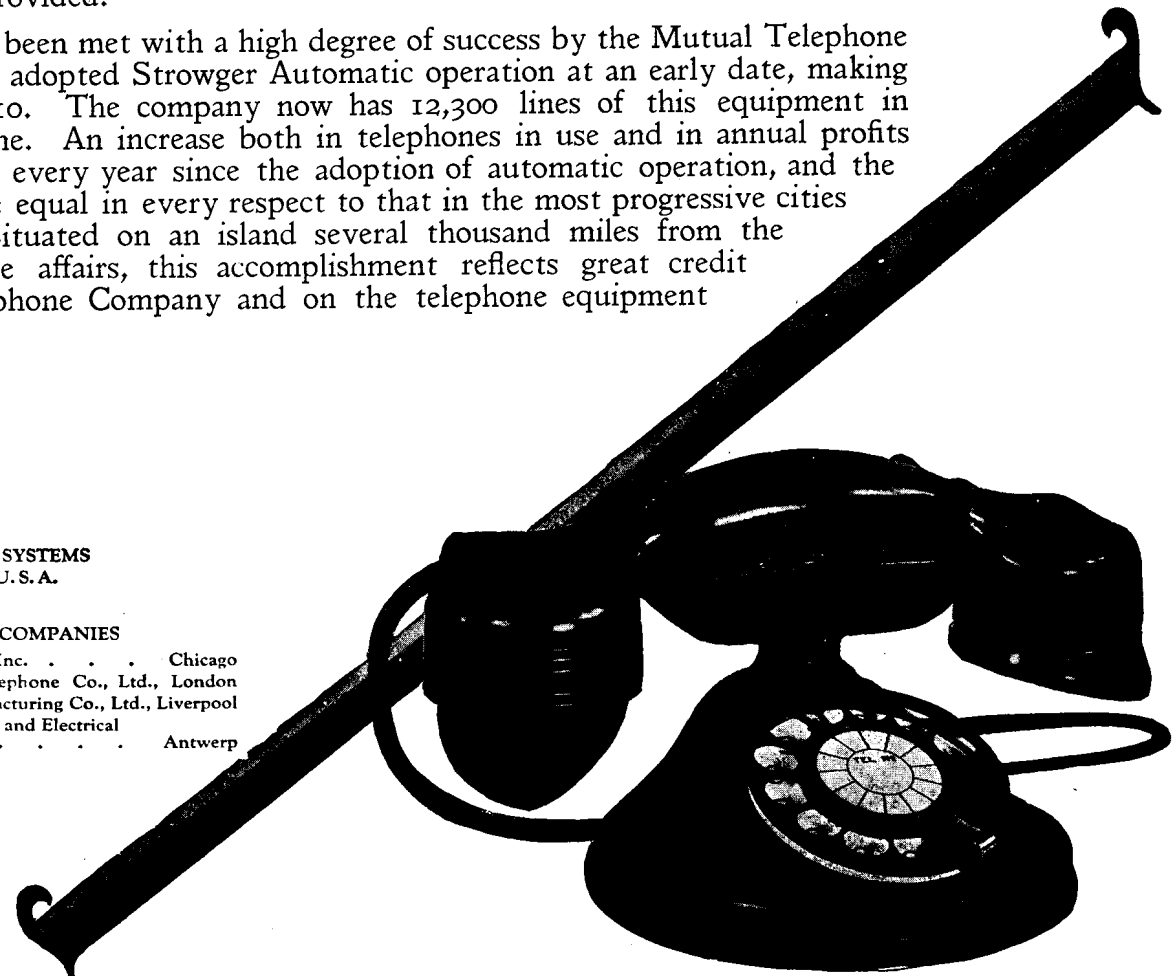 rovided.
been met with a high degree of success by the Mutual Telephone
adopted Strowger Automatic operation at an early date, making
10. The company now has 12,300 lines of this equipment in
ne. An increase both in telephones in use and in annual profits
every year since the adoption of automatic operation, and the
equal in every respect to that in the most progressive cities
ituated on an island several thousand miles from the
e affairs, this accomplishment reflects great credit
phone Company and on the telephone equipment
SYSTEMS
U.S.A.
COMPANIES
Inc. . . . Chicago
ephone Co., Ltd., London
cturing Co., Ltd., Liverpool
and Electrical
. . . . Antwerp
TEL.